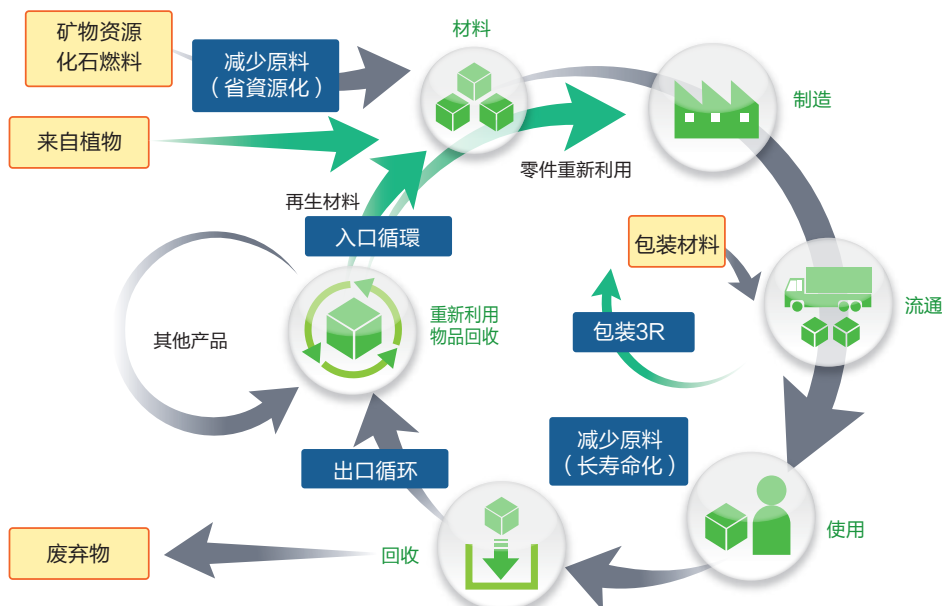 矿物资源
化石燃料
减少原料
（省資源化）
材料
制造
来自植物
零件重新利用
再生材料
入口循環
包装材料
流通
重新利用
物品回收
包装3R
其他产品
减少原料
（长寿命化）
出口循环
使用
回收
废弃物